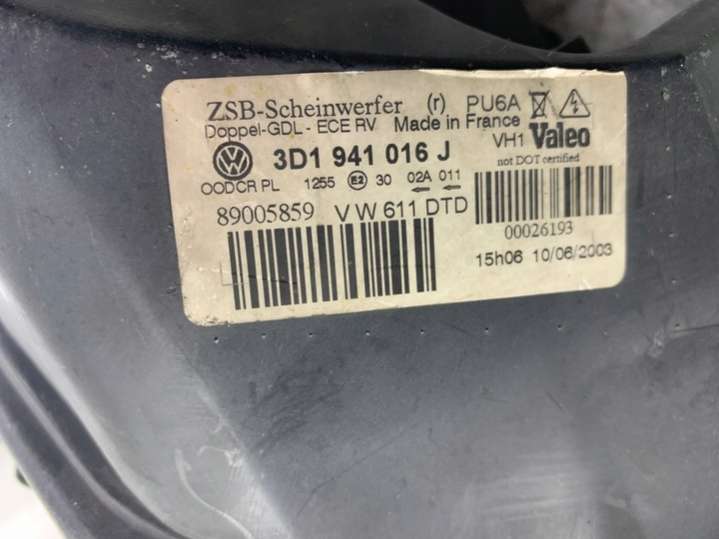 ZSB-Scheinwerfer (r) PU6A
Doppel-GDL - ECE RV Made in France VH1 Valeo
3D1 941 016 J not DOT certified
OODCR PL 1255 E2 30 02A 011
89005859 VW 611 DTD
00026193
15h06 10/06/2003